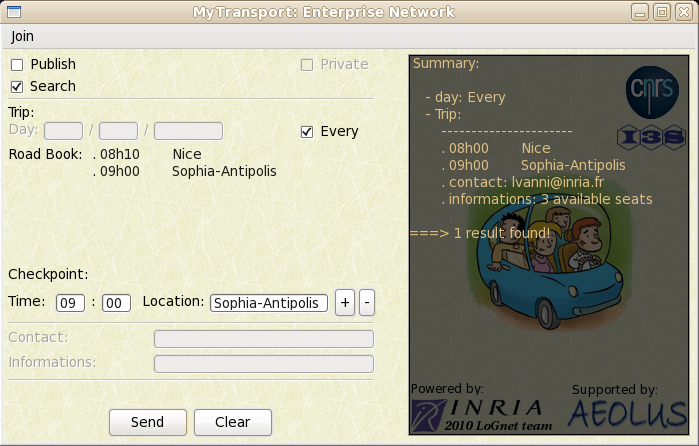 MyTransport: Enterprise Network
Join
Publish
Private
Search
Trip:
Day: / /
Every
Road Book: . 08h10 Nice
. 09h00 Sophia-Antipolis
Checkpoint:
Time: 09 : 00 Location: Sophia-Antipolis + -
Contact:
Informations:
Send Clear
Summary:
- day: Every
- Trip:
-----------------------
. 08h00 Nice
. 09h00 Sophia-Antipolis
. contact: lvanni@inria.fr
. informations: 3 available seats
===> 1 result found!
cnrs
I3S
Powered by:
INRIA
2010 LoGnet team
Supported by:
AEOLUS